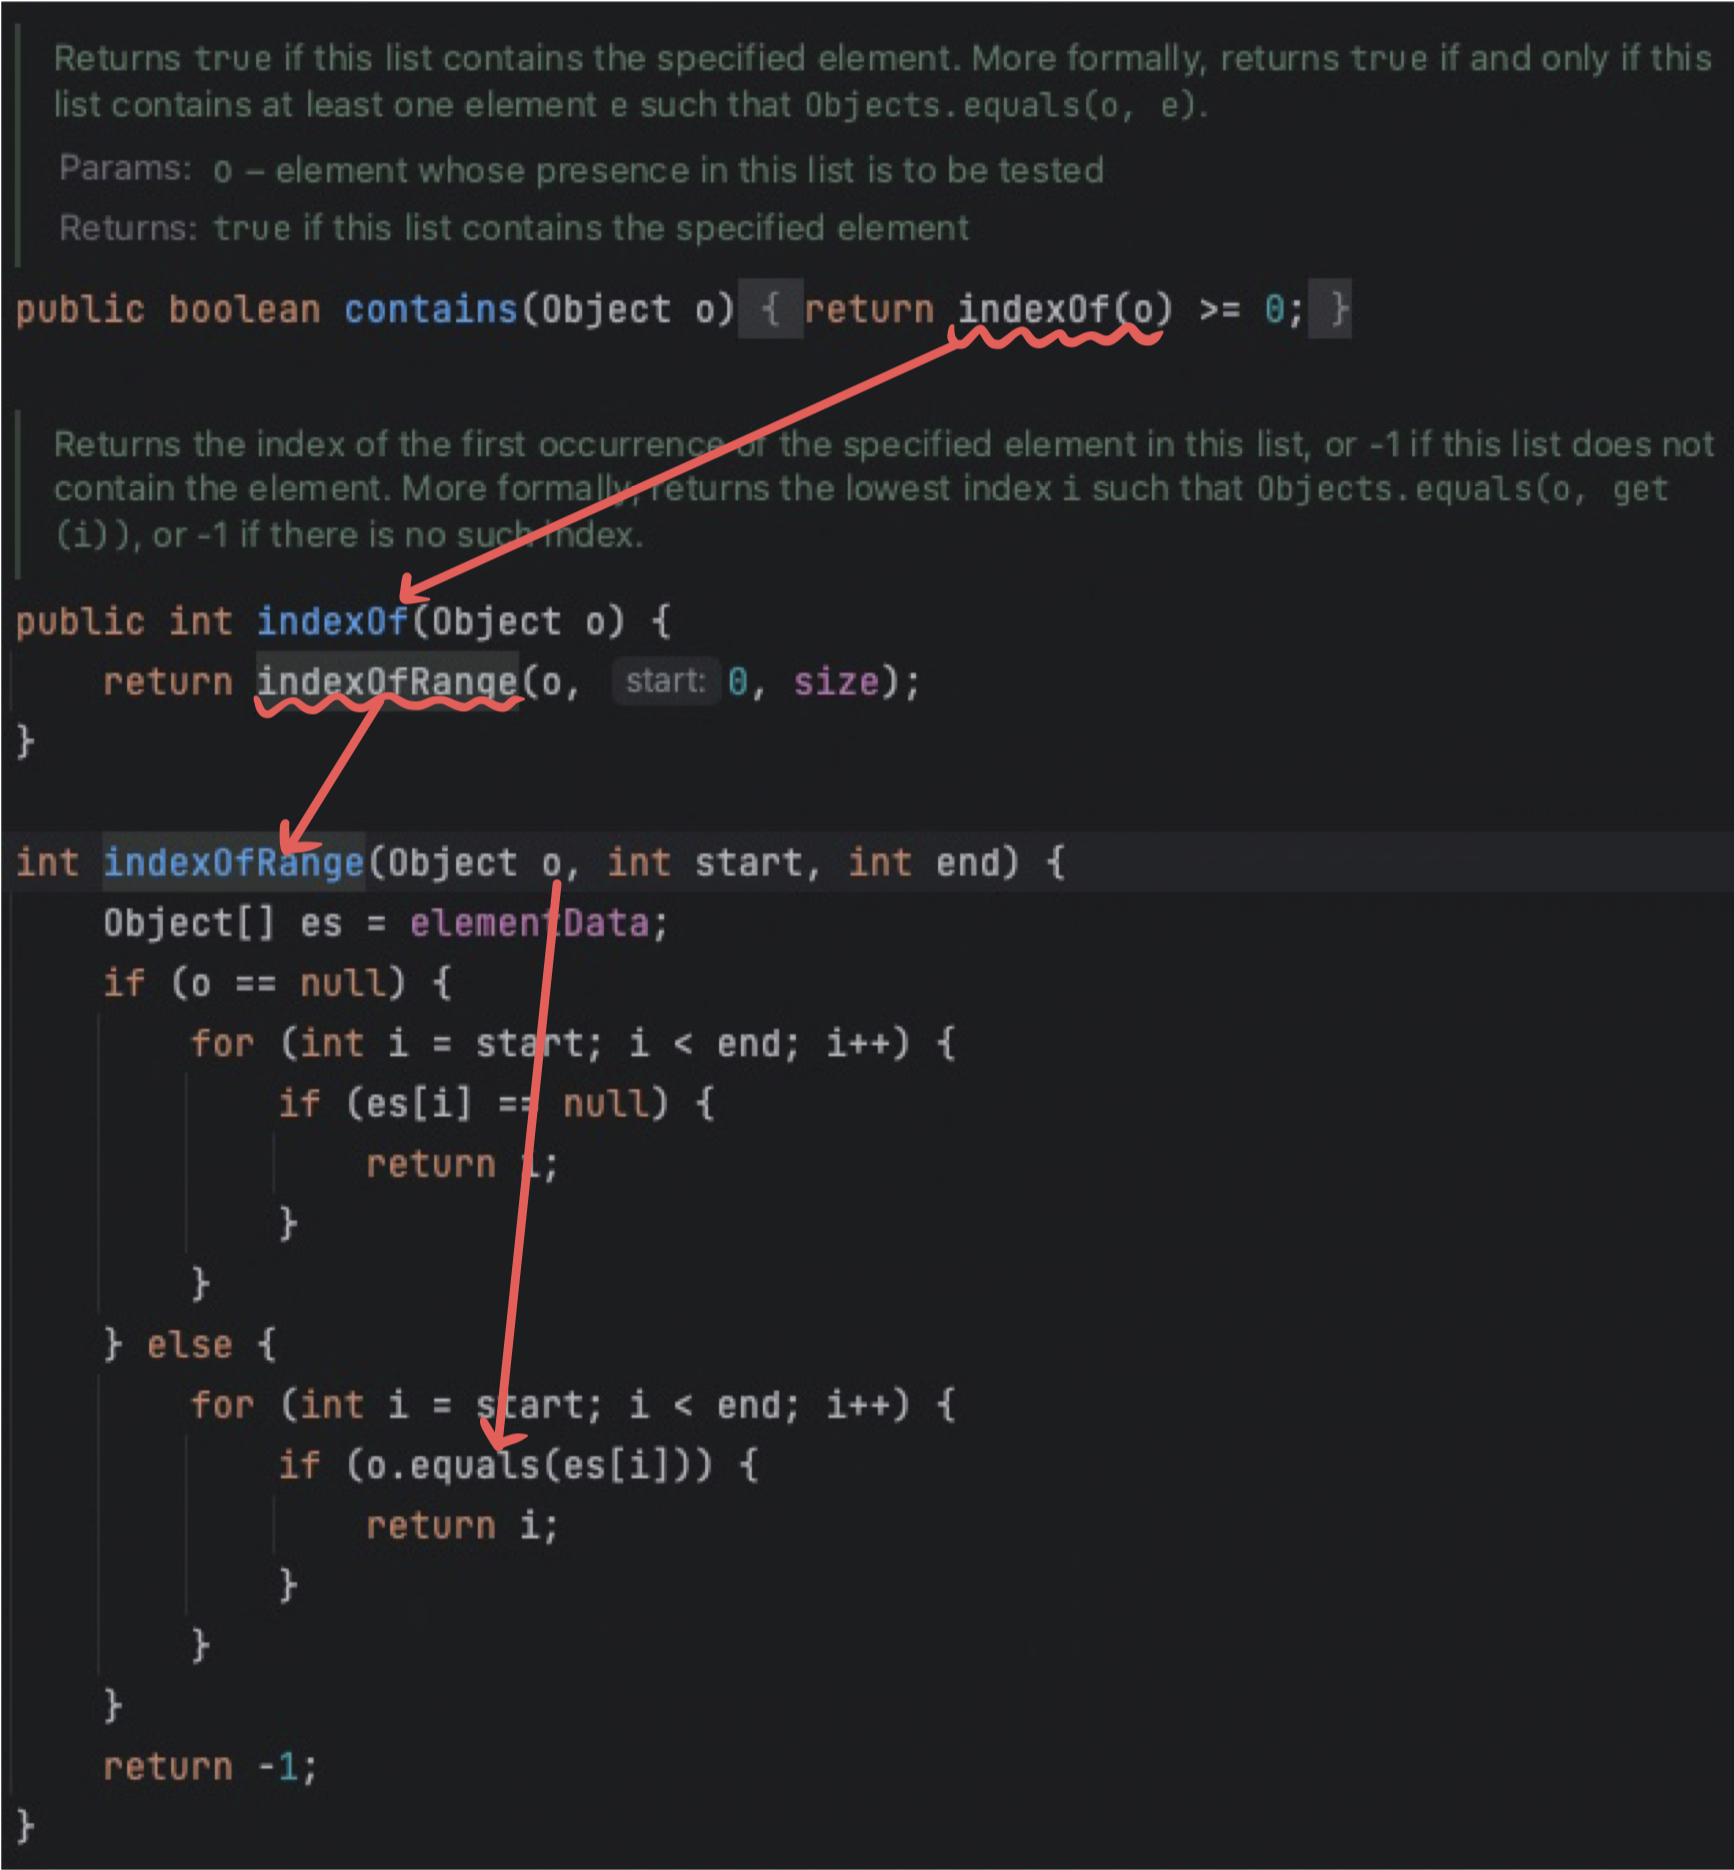 Returns true if this list contains the specified element. More formally, returns true if and only if this
list contains at least one element e such that Objects.equals(o, e).
Params: o – element whose presence in this list is to be tested
Returns: true if this list contains the specified element
public boolean contains(Object o) { return indexOf(o) >= 0; }
Returns the index of the first occurrence of the specified element in this list, or -1 if this list does not
contain the element. More formally, returns the lowest index i such that Objects.equals(o, get
(i)), or -1 if there is no such index.
public int indexOf(Object o) {
    return indexOfRange(o, start: 0, size);
}
int indexOfRange(Object o, int start, int end) {
    Object[] es = elementData;
    if (o == null) {
        for (int i = start; i < end; i++) {
            if (es[i] == null) {
                return i;
            }
        }
    } else {
        for (int i = start; i < end; i++) {
            if (o.equals(es[i])) {
                return i;
            }
        }
    }
    return -1;
}